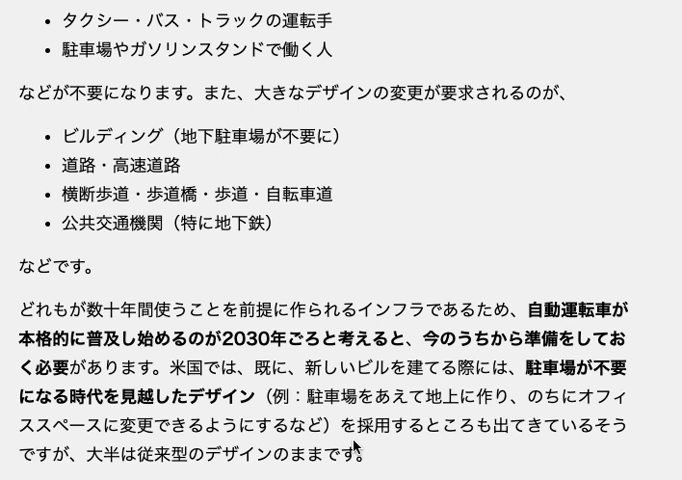 • タクシー・バス・トラックの運転手
• 駐車場やガソリンスタンドで働く人
などが不要になります。また、大きなデザインの変更が要求されるのが、
• ビルディング（地下駐車場が不要に）
• 道路・高速道路
• 横断歩道・歩道橋・歩道・自転車道
• 公共交通機関（特に地下鉄）
などです。
どれもが数十年間使うことを前提に作られるインフラであるため、自動運転車が
本格的に普及し始めるのが2030年ごろと考えると、今のうちから準備をしてお
く必要があります。米国では、既に、新しいビルを建てる際には、駐車場が不要
になる時代を見越したデザイン（例：駐車場をあえて地上に作り、のちにオフィ
ススペースに変更できるようにするなど）を採用するところも出てきているそう
ですが、大半は従来型のデザインのままです。